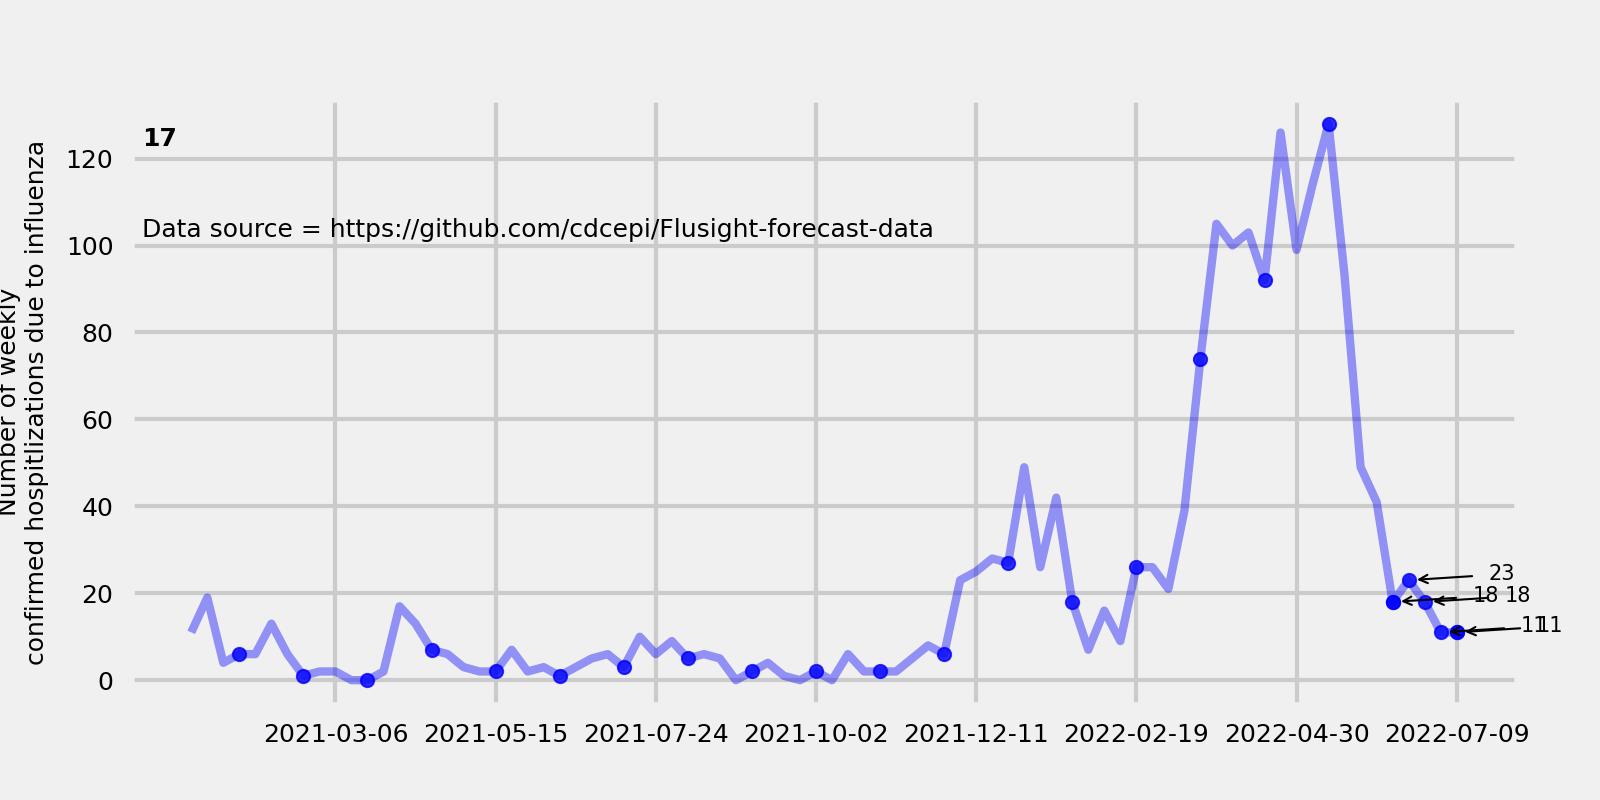 17
Data source = https://github.com/cdcepi/Flusight-forecast-data
Number of weekly
confirmed hospitlizations due to influenza
120
100
80
60
40
20
0
23
18 18
11 11
2021-03-06 2021-05-15 2021-07-24 2021-10-02 2021-12-11 2022-02-19 2022-04-30 2022-07-09